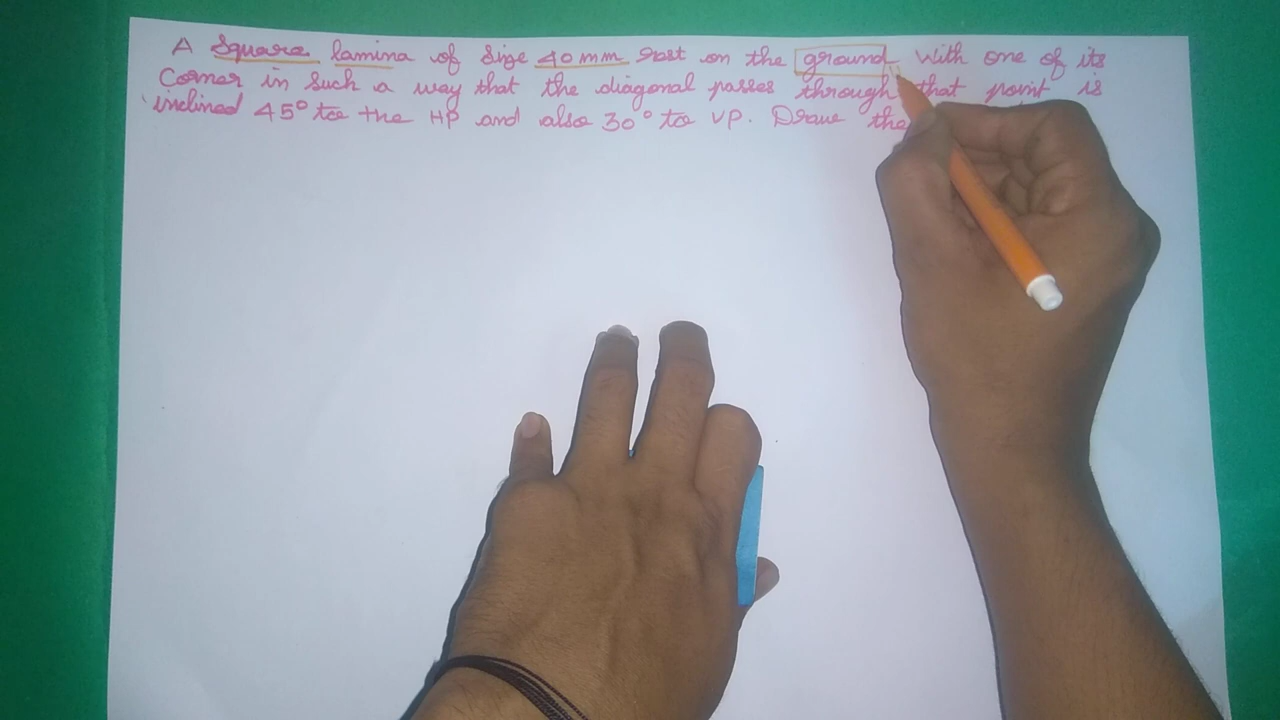 A Square lamina of Size 40 mm rest on the ground with one of its
Corner in Such a way that the diagonal passes through that point is
inclined 45° to the HP and also 30° to VP. Draw the